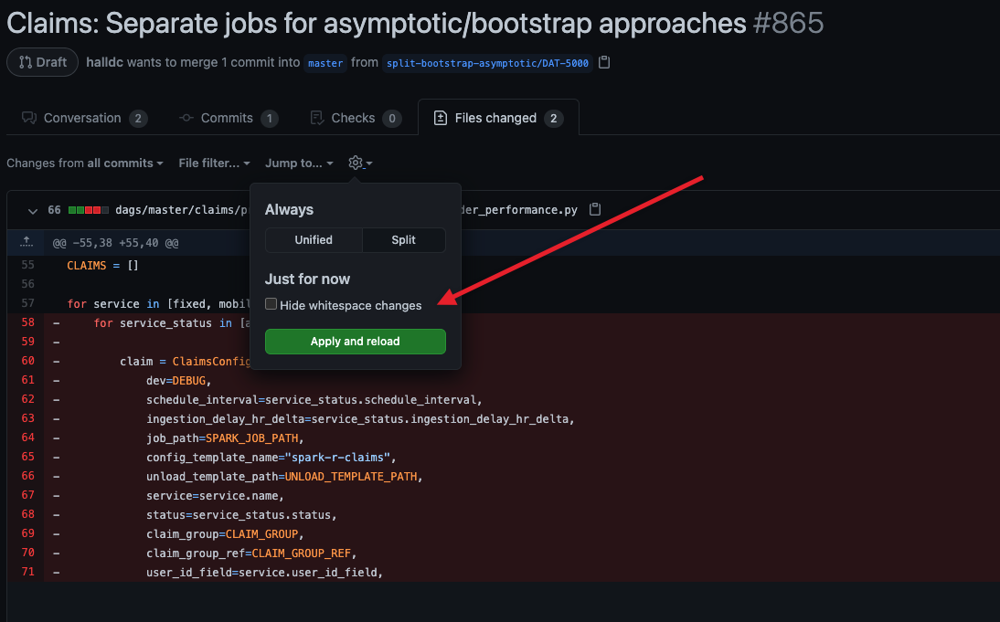 Claims: Separate jobs for asymptotic/bootstrap approaches #865
Draft halldc wants to merge 1 commit into master from split-bootstrap-asymptotic/DAT-5000
Conversation 2 Commits 1 Checks 0 Files changed 2
Changes from all commits File filter... Jump to...
66 dags/master/claims/p der_performance.py
Always
Unified Split
Just for now
Hide whitespace changes
Apply and reload
@@ -55,38 +55,40 @@
55 CLAIMS = []
56
57 for service in [fixed, mobil
58 - for service_status in [a
59 -
60 - claim = ClaimsConfig
61 - dev=DEBUG,
62 - schedule_interval=service_status.schedule_interval,
63 - ingestion_delay_hr_delta=service_status.ingestion_delay_hr_delta,
64 - job_path=SPARK_JOB_PATH,
65 - config_template_name="spark-r-claims",
66 - unload_template_path=UNLOAD_TEMPLATE_PATH,
67 - service=service.name,
68 - status=service_status.status,
69 - claim_group=CLAIM_GROUP,
70 - claim_group_ref=CLAIM_GROUP_REF,
71 - user_id_field=service.user_id_field,